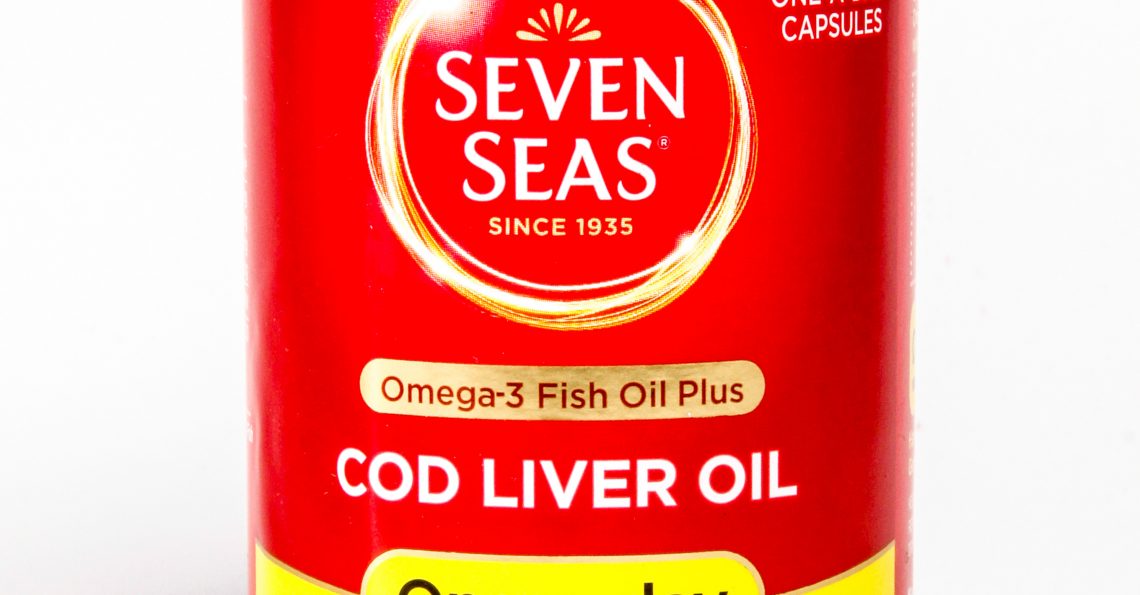 CAPSULES
SEVEN
SEAS®
SINCE 1935
Omega-3 Fish Oil Plus
COD LIVER OIL